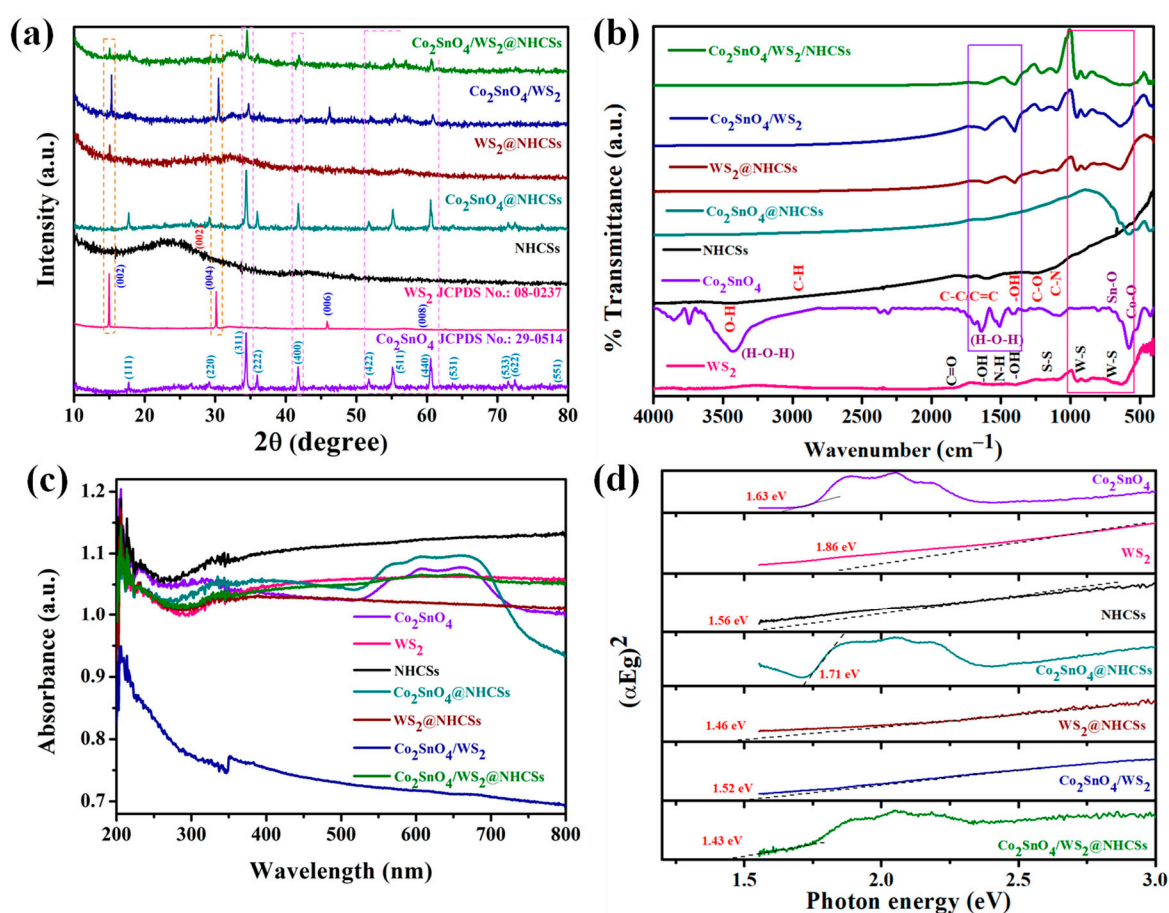 (a)
Co2SnO4/WS2@NHCSs
Co2SnO4/WS2
WS2@NHCSs
Co2SnO4@NHCSs
(002)
NHCSs
(002)
(004)
WS2 JCPDS No.: 08-0237
(006)
(008)
Co2SnO4 JCPDS No.: 29-0514
(111)
(220)
(311)
(222)
(400)
(422)
(511)
(440)
(531)
(533)
(622)
(551)
Intensity (a.u.)
10 20 30 40 50 60 70 80
2θ (degree)
(b)
Co2SnO4/WS2/NHCSs
Co2SnO4/WS2
WS2@NHCSs
Co2SnO4@NHCSs
NHCSs
Co2SnO4
C-H
O-H
(H-O-H)
C-C/C=C
-OH
C-O
C-N
Sn-O
Co-O
(H-O-H)
WS2
C=O
-OH
N-H
-OH
S-S
W-S
W-S
% Transmittance (a.u.)
4000 3500 3000 2500 2000 1500 1000 500
Wavenumber (cm−1)
(c)
1.2
1.1
1.0
0.9
0.8
0.7
Absorbance (a.u.)
Co2SnO4
WS2
NHCSs
Co2SnO4@NHCSs
WS2@NHCSs
Co2SnO4/WS2
Co2SnO4/WS2@NHCSs
200 300 400 500 600 700 800
Wavelength (nm)
(d)
Co2SnO4
1.63 eV
1.86 eV
WS2
NHCSs
1.56 eV
1.71 eV
Co2SnO4@NHCSs
1.46 eV
WS2@NHCSs
1.52 eV
Co2SnO4/WS2
1.43 eV
Co2SnO4/WS2@NHCSs
(αEg)2
1.5 2.0 2.5 3.0
Photon energy (eV)